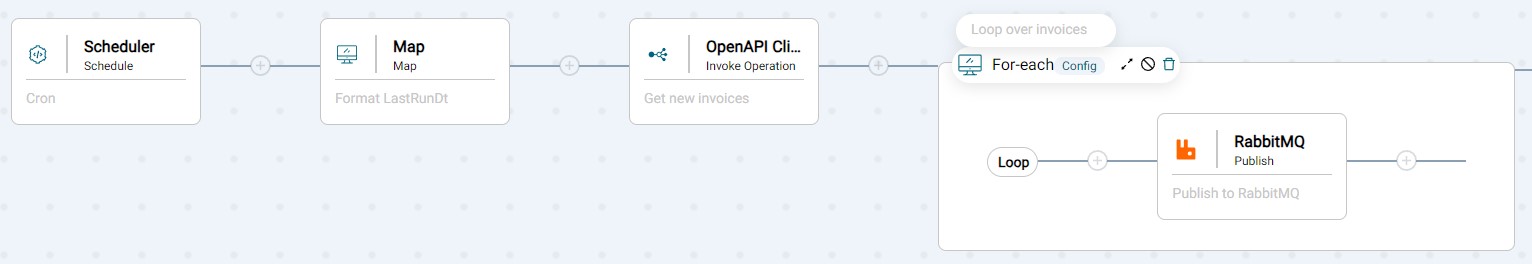 Scheduler
Schedule
Cron
Map
Map
Format LastRunDt
OpenAPI Cli...
Invoke Operation
Get new invoices
Loop over invoices
For-each Config
Loop
RabbitMQ
Publish
Publish to RabbitMQ